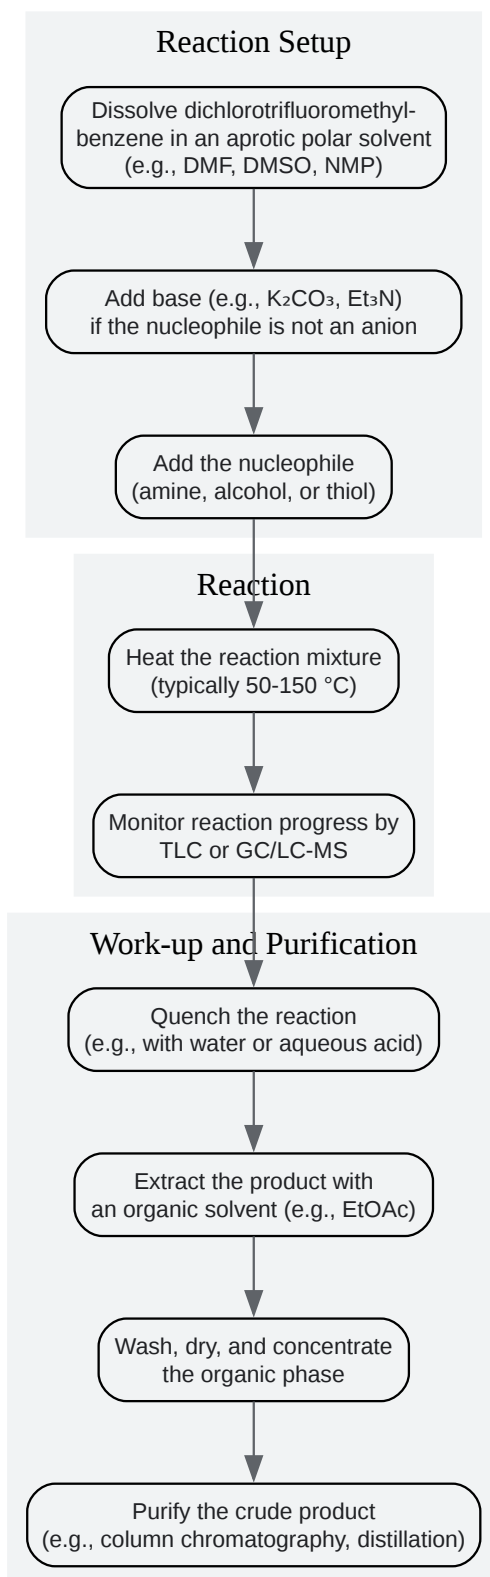 Reaction Setup
Dissolve dichlorotrifluoromethyl-
benzene in an aprotic polar solvent
(e.g., DMF, DMSO, NMP)
Add base (e.g., K₂CO₃, Et₃N)
if the nucleophile is not an anion
Add the nucleophile
(amine, alcohol, or thiol)
Reaction
Heat the reaction mixture
(typically 50-150 °C)
Monitor reaction progress by
TLC or GC/LC-MS
Work-up and Purification
Quench the reaction
(e.g., with water or aqueous acid)
Extract the product with
an organic solvent (e.g., EtOAc)
Wash, dry, and concentrate
the organic phase
Purify the crude product
(e.g., column chromatography, distillation)